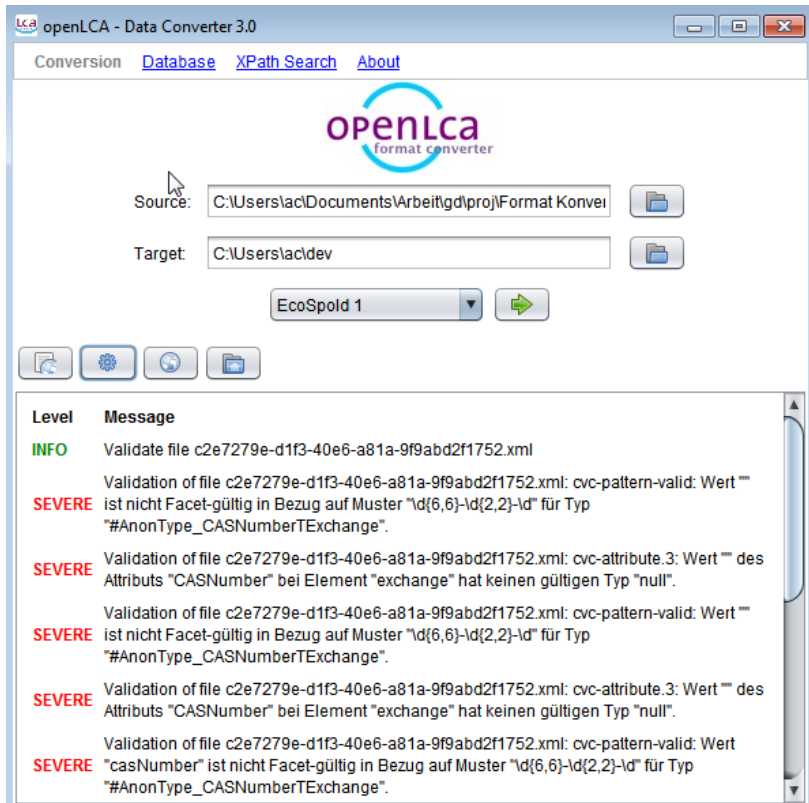 Lca openLCA - Data Converter 3.0
Conversion Database XPath Search About
openLca
format converter
Source: C:\Users\ac\Documents\Arbeit\gd\proj\Format Konver
Target: C:\Users\ac\dev
EcoSpold 1
Level Message
INFO Validate file c2e7279e-d1f3-40e6-a81a-9f9abd2f1752.xml
Validation of file c2e7279e-d1f3-40e6-a81a-9f9abd2f1752.xml: cvc-pattern-valid: Wert ""
SEVERE ist nicht Facet-gültig in Bezug auf Muster "\d{6,6}-\d{2,2}-\d" für Typ
"#AnonType_CASNumberTExchange".
SEVERE Validation of file c2e7279e-d1f3-40e6-a81a-9f9abd2f1752.xml: cvc-attribute.3: Wert "" des
Attributs "CASNumber" bei Element "exchange" hat keinen gültigen Typ "null".
Validation of file c2e7279e-d1f3-40e6-a81a-9f9abd2f1752.xml: cvc-pattern-valid: Wert ""
SEVERE ist nicht Facet-gültig in Bezug auf Muster "\d{6,6}-\d{2,2}-\d" für Typ
"#AnonType_CASNumberTExchange".
SEVERE Validation of file c2e7279e-d1f3-40e6-a81a-9f9abd2f1752.xml: cvc-attribute.3: Wert "" des
Attributs "CASNumber" bei Element "exchange" hat keinen gültigen Typ "null".
Validation of file c2e7279e-d1f3-40e6-a81a-9f9abd2f1752.xml: cvc-pattern-valid: Wert
SEVERE "casNumber" ist nicht Facet-gültig in Bezug auf Muster "\d{6,6}-\d{2,2}-\d" für Typ
"#AnonType_CASNumberTExchange".